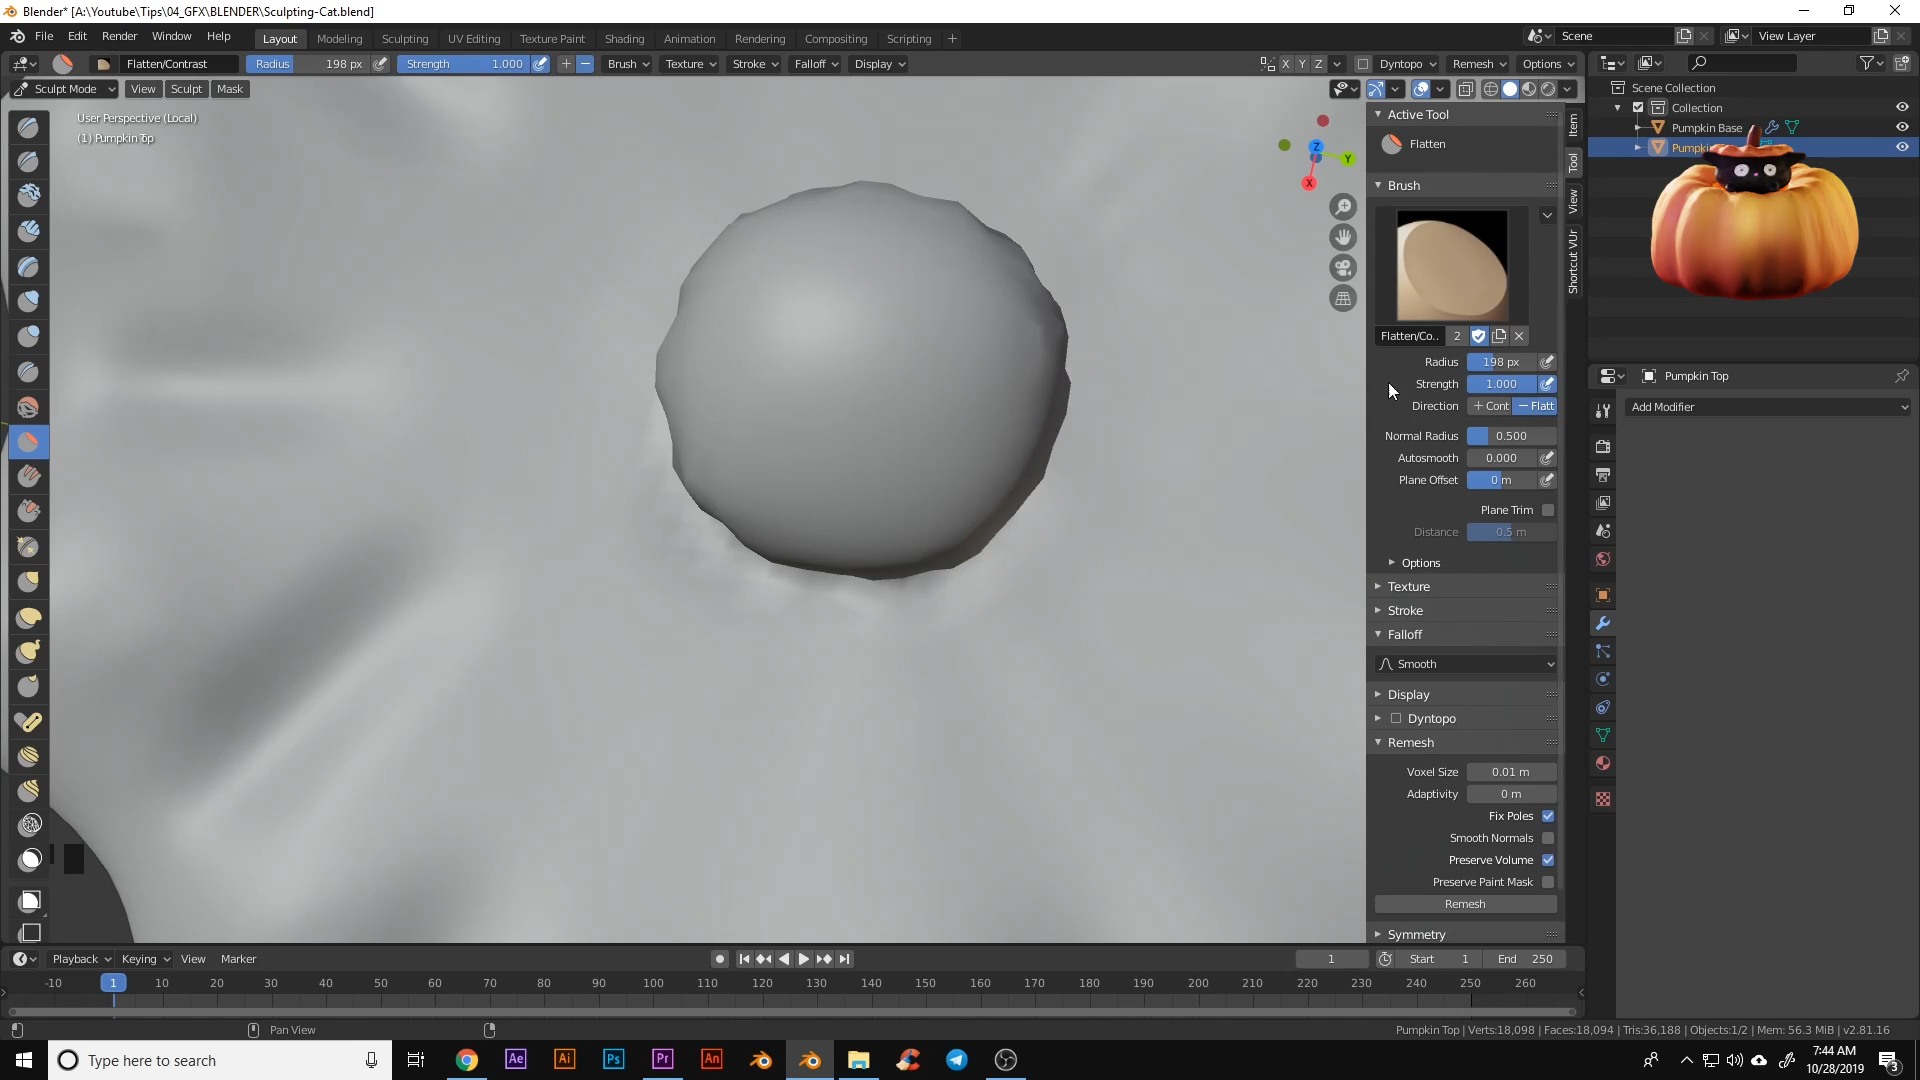 Blender* [A:\Youtube\Tips\04_GFX\BLENDER\Sculpting-Cat.blend]
File Edit Render Window Help Layout Modeling Sculpting UV Editing Texture Paint Shading Animation Rendering Compositing Scripting + Scene View Layer
Flatten/Contrast Radius 198 px Strength 1.000 Brush Texture Stroke Falloff Display X Y Z Dyntopo Remesh Options
Sculpt Mode View Sculpt Mask
User Perspective (Local)
(1) Pumpkin Top
Z
Y
X
Item
Tool
View
Shortcut VUr
Active Tool
Flatten
Brush
Flatten/Co.. 2
Radius 198 px
Strength 1.000
Direction + Cont − Flatt
Normal Radius 0.500
Autosmooth 0.000
Plane Offset 0 m
Plane Trim
Distance 0.5 m
Options
Texture
Stroke
Falloff
Smooth
Display
Dyntopo
Remesh
Voxel Size 0.01 m
Adaptivity 0 m
Fix Poles
Smooth Normals
Preserve Volume
Preserve Paint Mask
Remesh
Symmetry
Scene Collection
Collection
Pumpkin Base
Pumpkin Top
Add Modifier
Playback Keying View Marker 1 Start 1 End 250
-10 1 10 20 30 40 50 60 70 80 90 100 110 120 130 140 150 160 170 180 190 200 210 220 230 240 250 260
Pan View
Pumpkin Top | Verts:18,098 | Faces:18,094 | Tris:36,188 | Objects:1/2 | Mem: 56.3 MiB | v2.81.16
Type here to search Ae Ai Ps Pr An
7:44 AM
10/28/2019
3